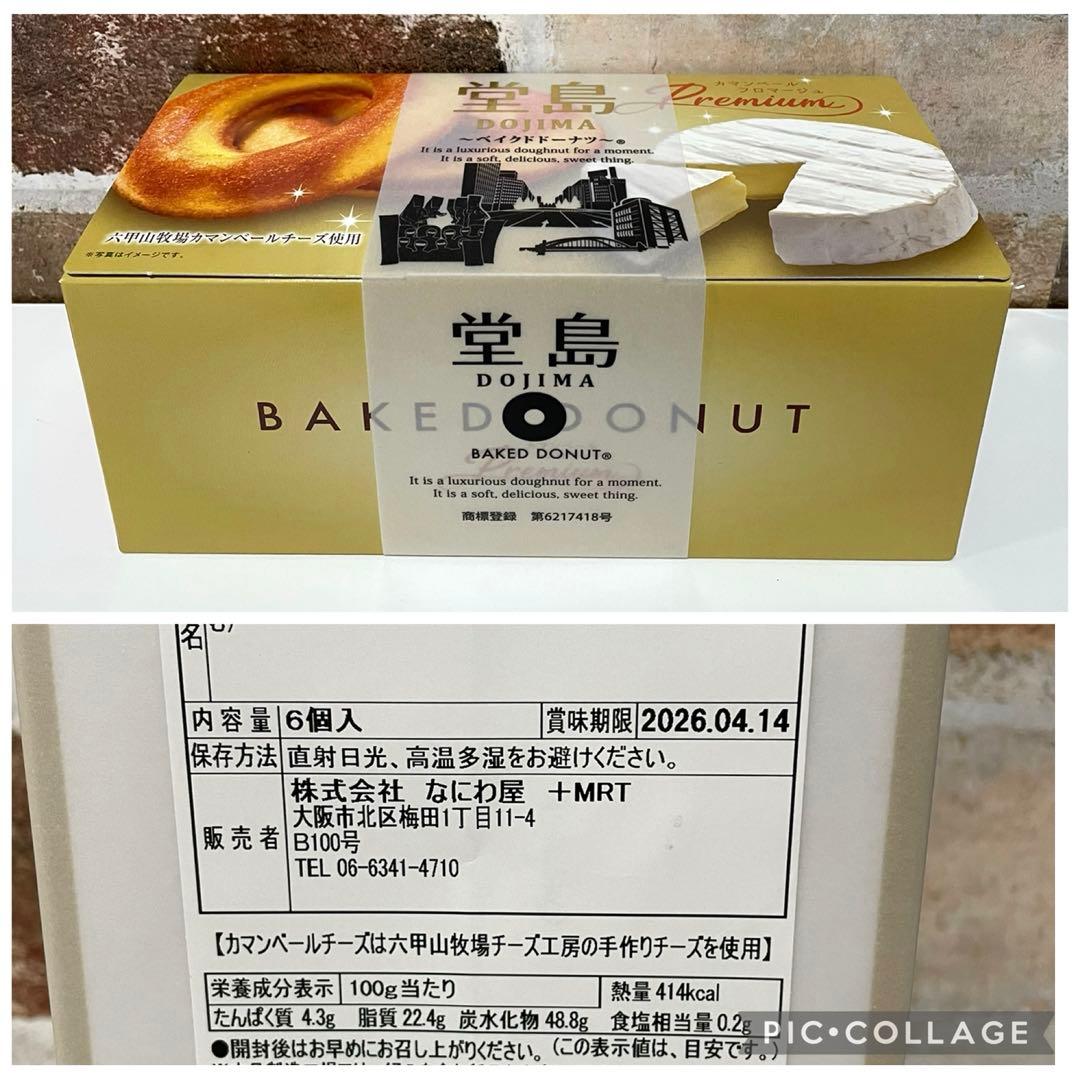 カマンベール
フロマージュ
Premium
堂島
DOJIMA
～ベイクドドーナツ～®
It is a luxurious doughnut for a moment.
It is a soft, delicious, sweet thing.
六甲山牧場カマンベールチーズ使用
※写真はイメージです。
堂島
DOJIMA
BAKED DONUT
BAKED DONUT®
Premium
It is a luxurious doughnut for a moment.
It is a soft, delicious, sweet thing.
商標登録 第6217418号
名
内容量 6個入 賞味期限 2026.04.14
保存方法 直射日光、高温多湿をお避けください。
販売者 株式会社 なにわ屋 +MRT
大阪市北区梅田1丁目11-4
B100号
TEL 06-6341-4710
【カマンベールチーズは六甲山牧場チーズ工房の手作りチーズを使用】
栄養成分表示 100g当たり 熱量 414kcal
たんぱく質 4.3g 脂質 22.4g 炭水化物 48.8g 食塩相当量 0.2g
●開封後はお早めにお召し上がりください。(この表示値は、目安です。)
PIC•COLLAGE